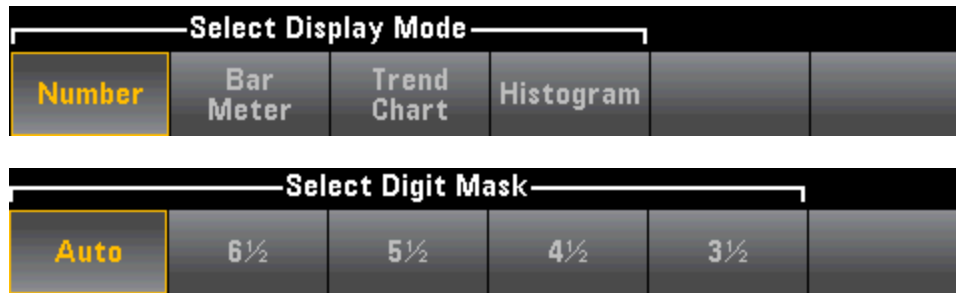 Select Display Mode
Number Bar Meter Trend Chart Histogram
Select Digit Mask
Auto 6½ 5½ 4½ 3½